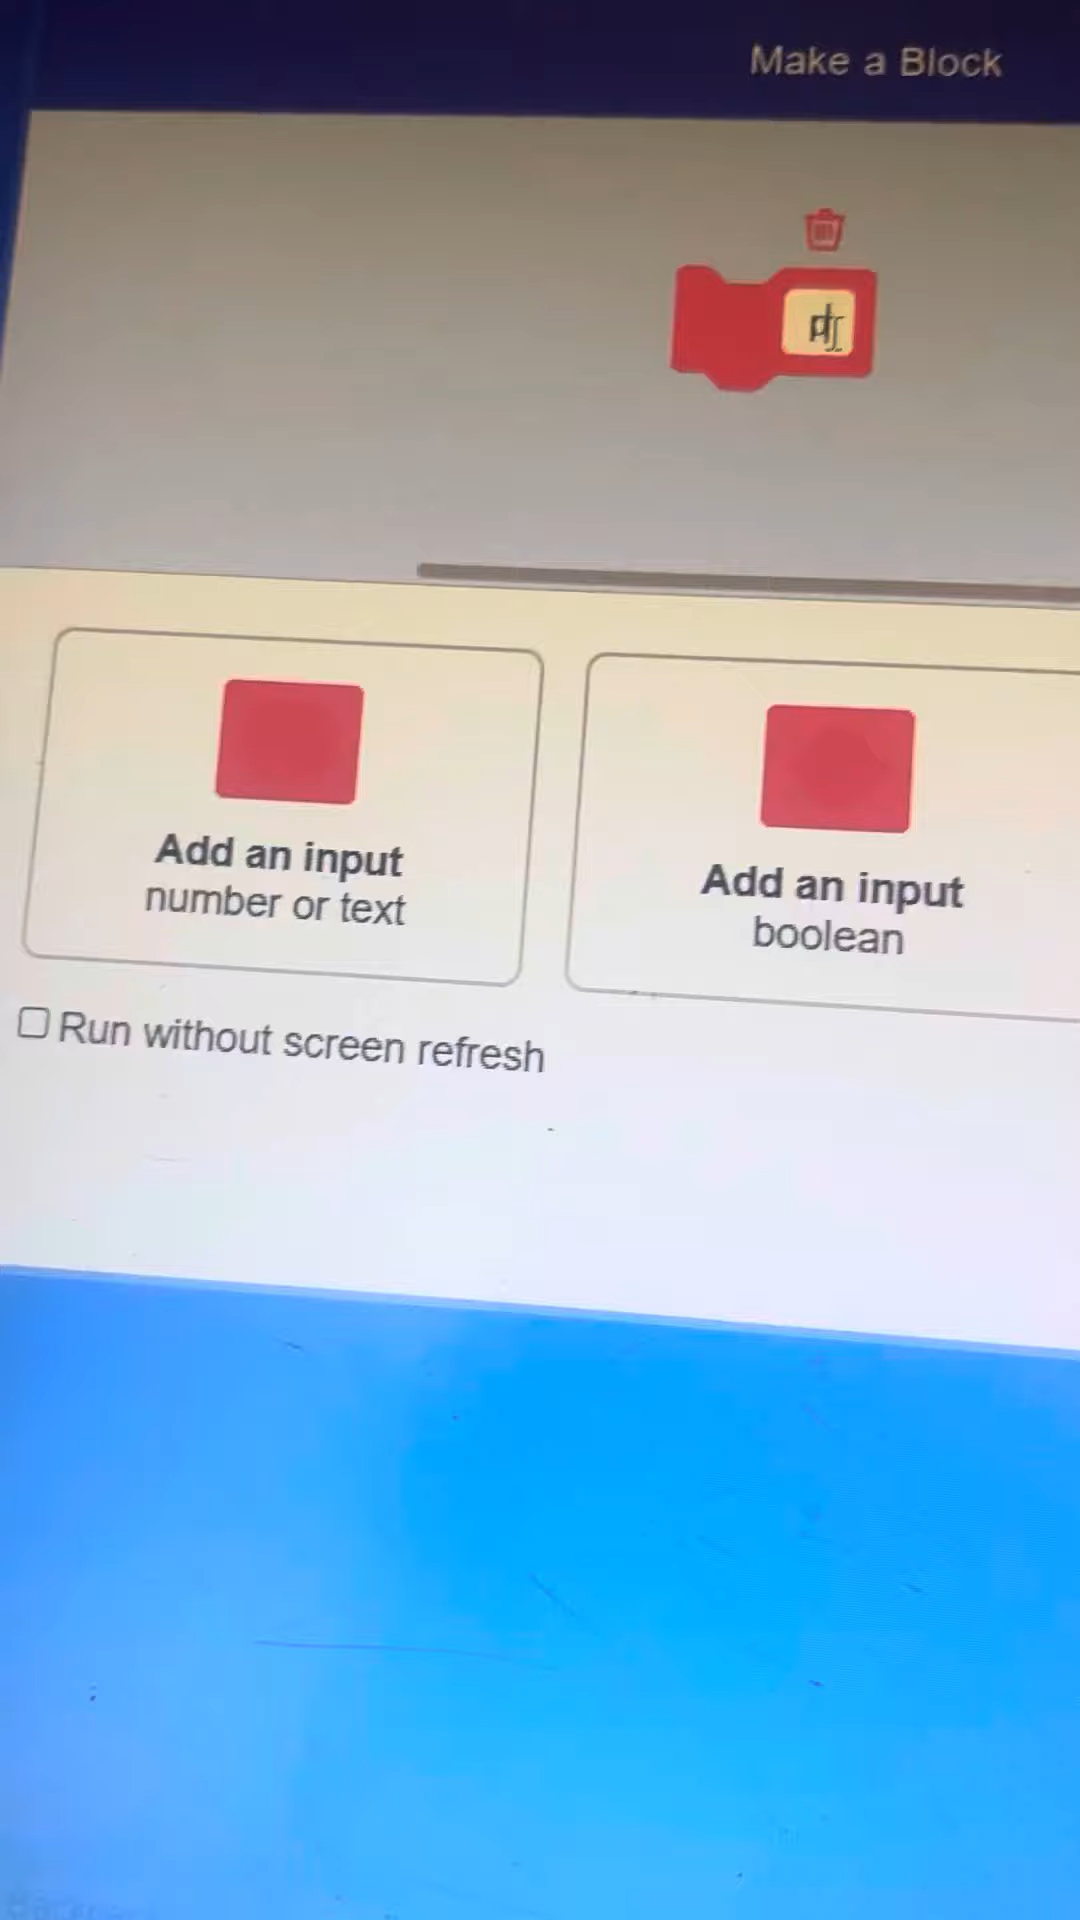 Make a Block
Add an input
number or text
Add an input
boolean
Run without screen refresh